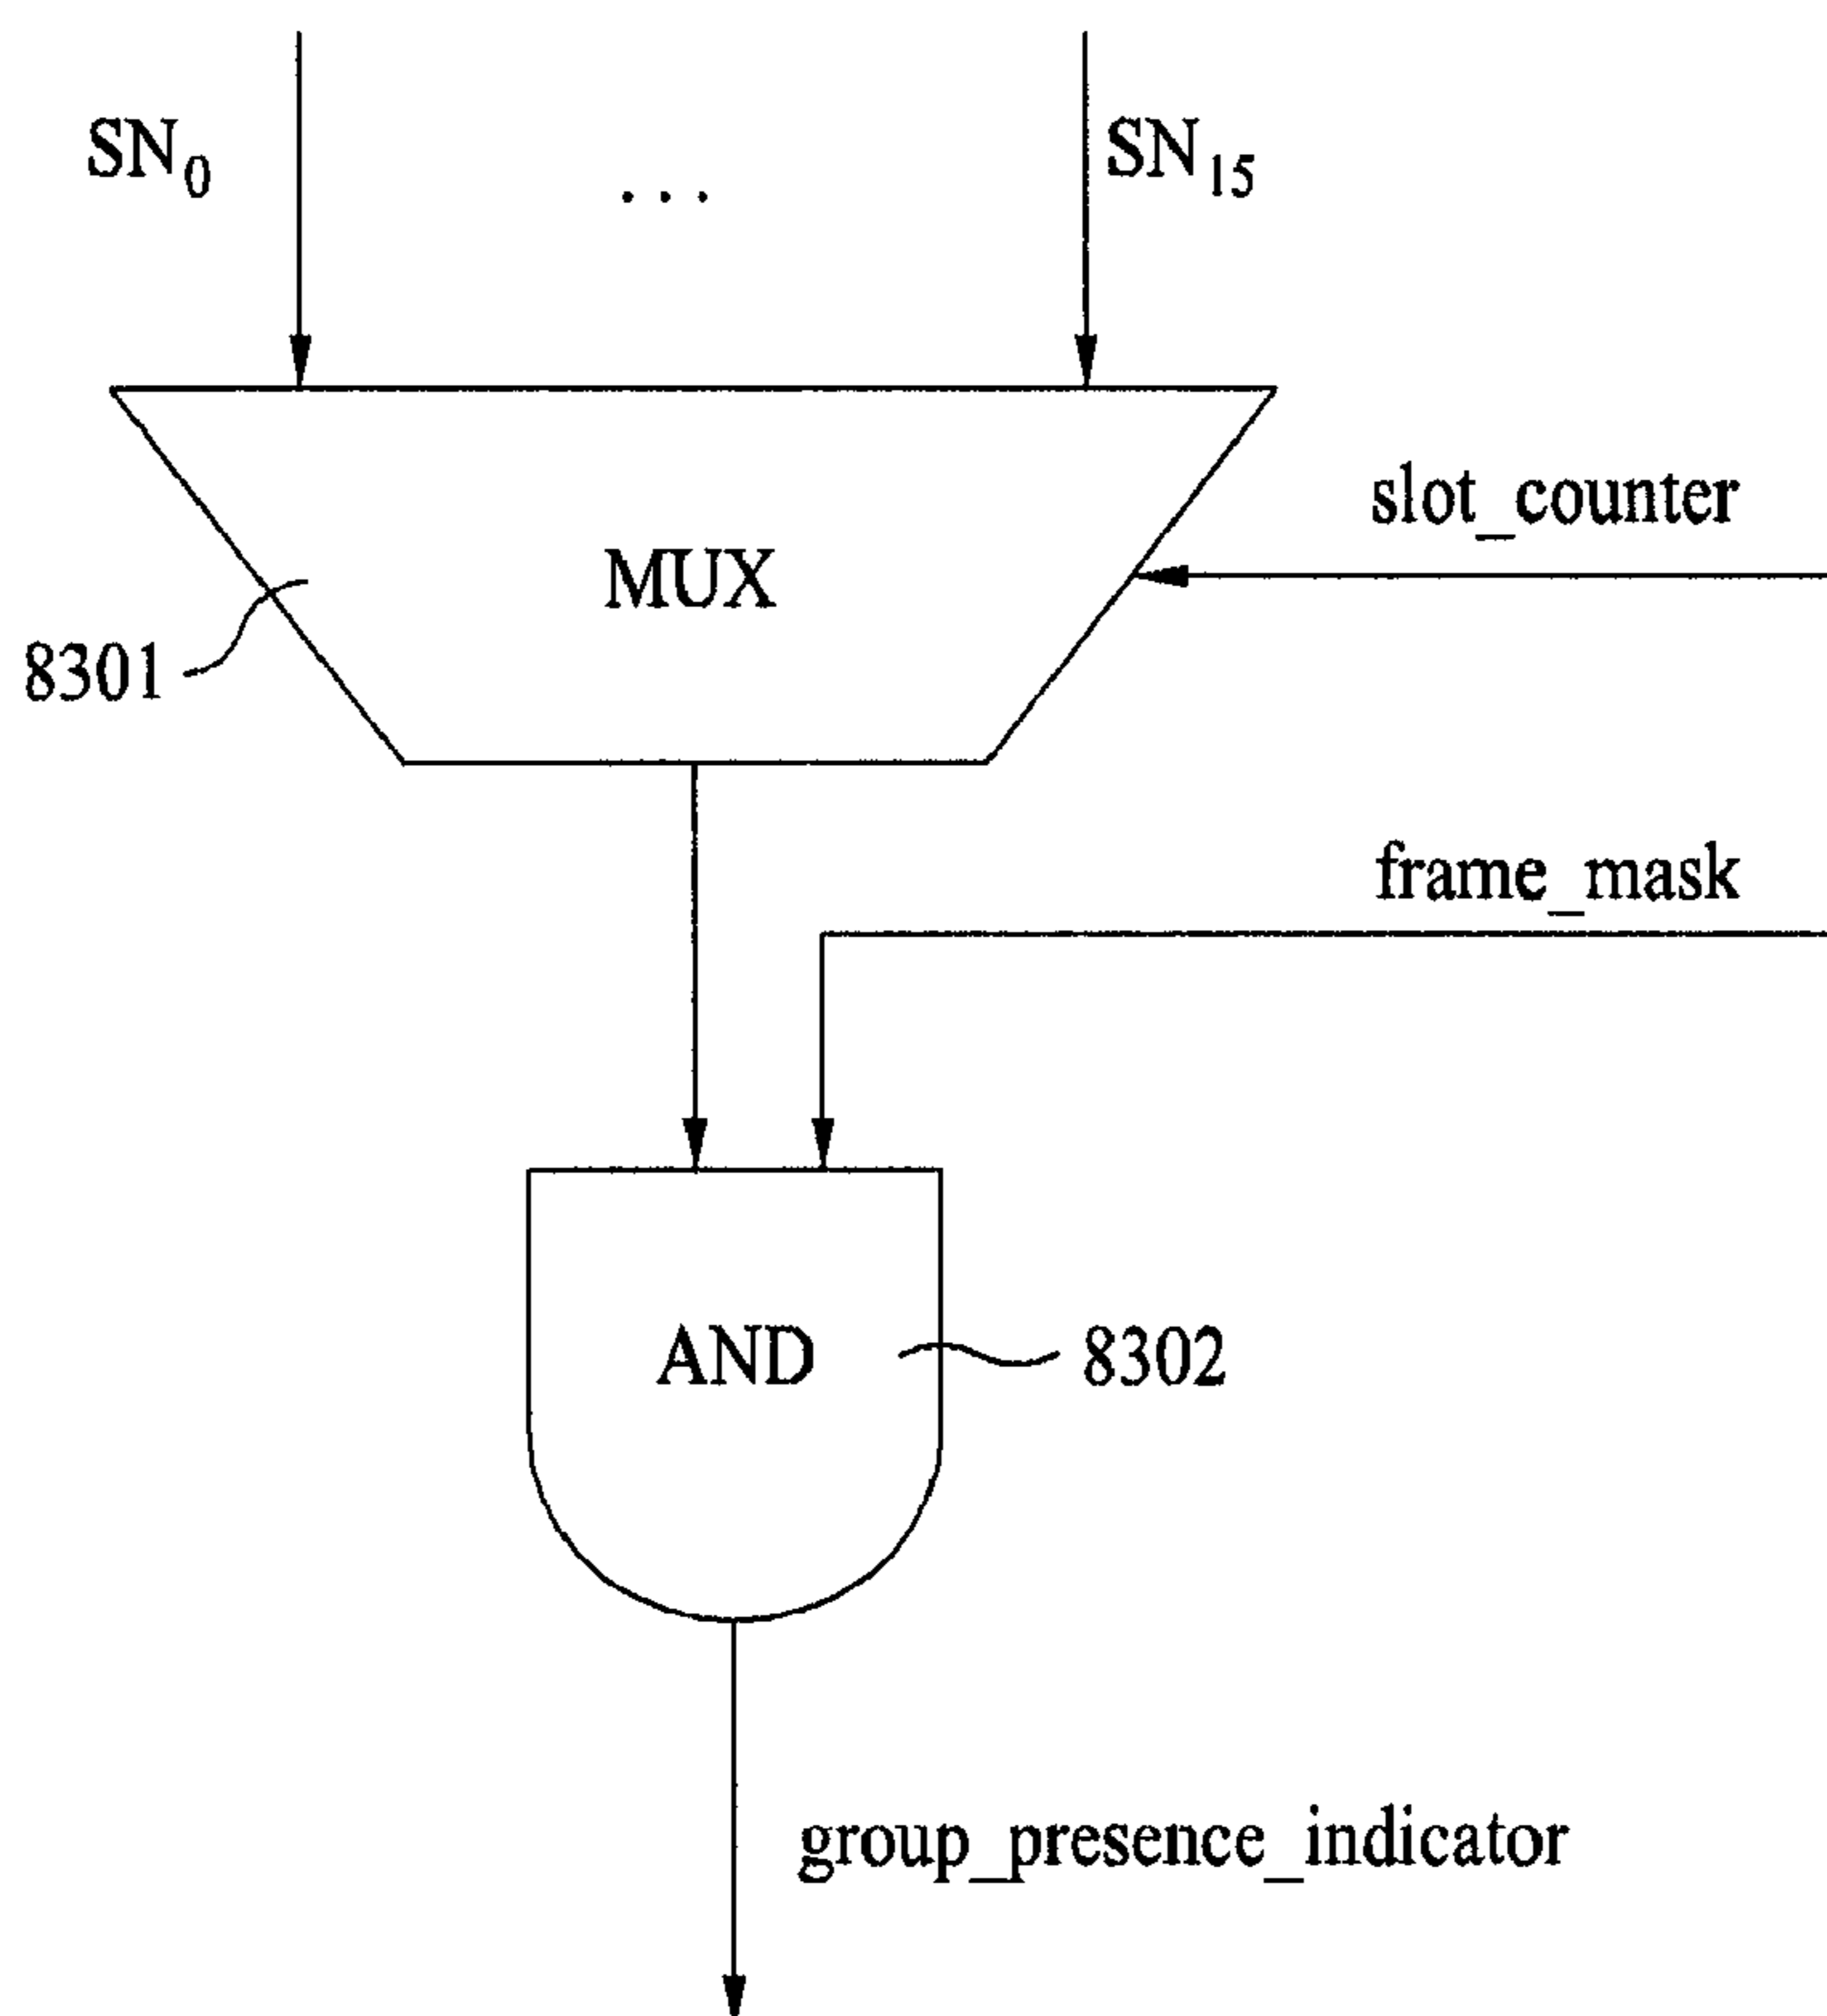 SN₀
...
SN₁₅
slot_counter
MUX
8301
frame_mask
AND
8302
group_presence_indicator